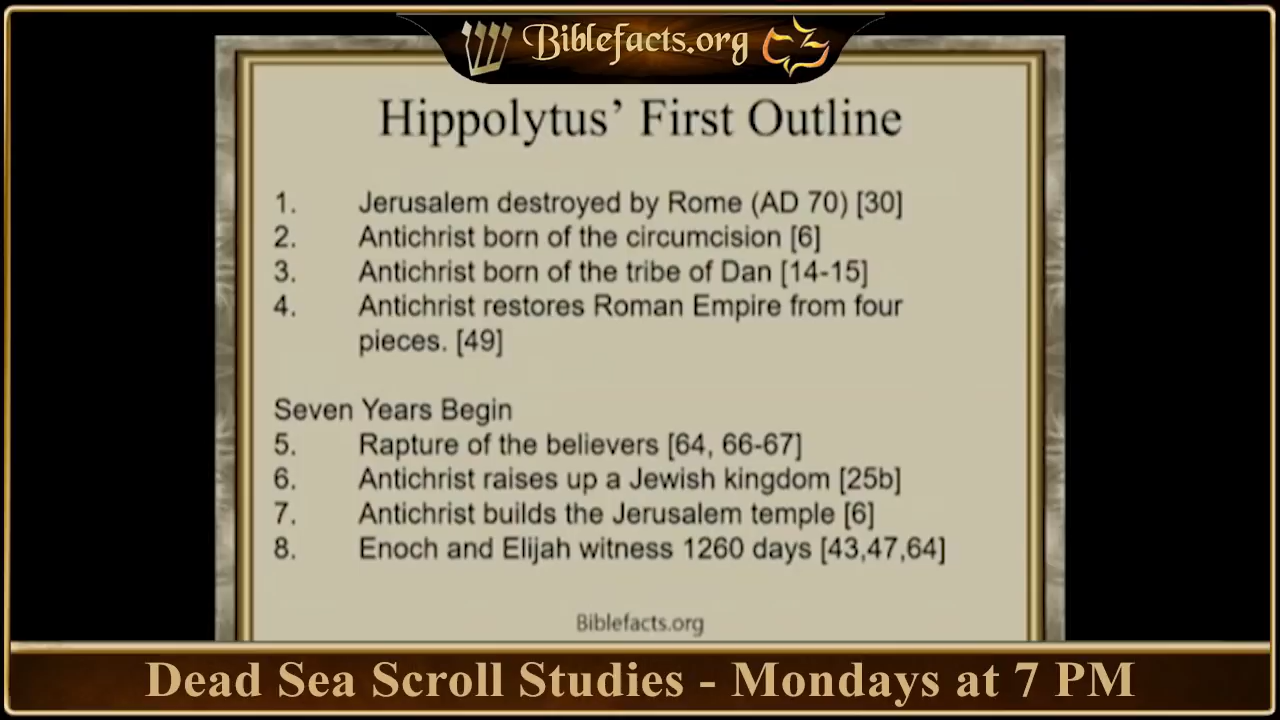 Biblefacts.org
Hippolytus’ First Outline
1. Jerusalem destroyed by Rome (AD 70) [30]
2. Antichrist born of the circumcision [6]
3. Antichrist born of the tribe of Dan [14-15]
4. Antichrist restores Roman Empire from four
pieces. [49]
Seven Years Begin
5. Rapture of the believers [64, 66-67]
6. Antichrist raises up a Jewish kingdom [25b]
7. Antichrist builds the Jerusalem temple [6]
8. Enoch and Elijah witness 1260 days [43,47,64]
Biblefacts.org
Dead Sea Scroll Studies - Mondays at 7 PM